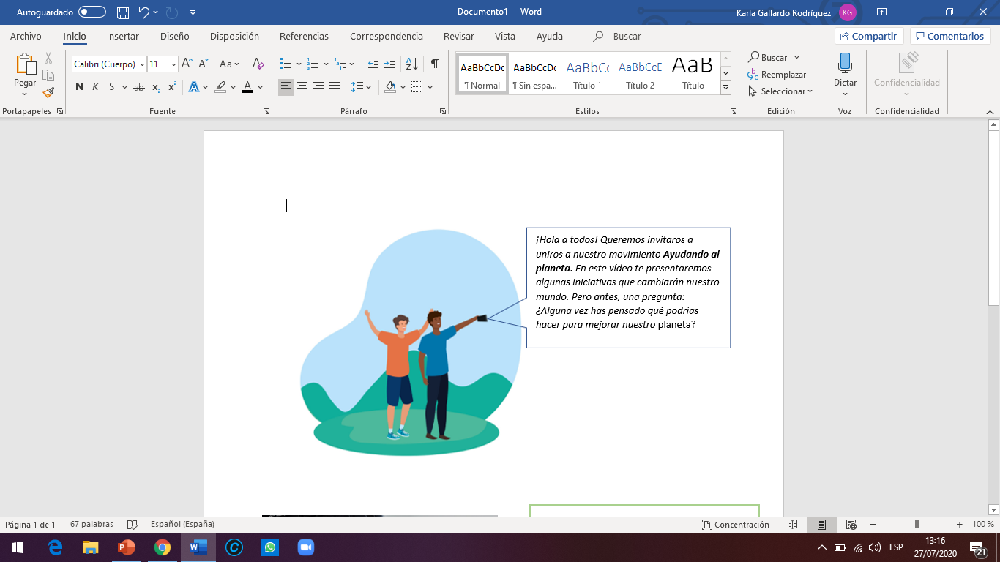 Autoguardado
Documento1 - Word
Karla Gallardo Rodríguez
KG
Archivo Inicio Insertar Diseño Disposición Referencias Correspondencia Revisar Vista Ayuda Buscar
Compartir Comentarios
Pegar
Portapapeles
Calibri (Cuerpo) 11 A A Aa A
N K S ab x₂ x² A A
Fuente
Párrafo
AaBbCcDc AaBbCcDc AaBbCc AaBbCcD AaB
¶ Normal ¶ Sin espa... Título 1 Título 2 Título
Estilos
Buscar
Reemplazar
Seleccionar
Edición
Dictar
Voz
Confidencialidad
Confidencialidad
¡Hola a todos! Queremos invitaros a
uniros a nuestro movimiento Ayudando al
planeta. En este vídeo te presentaremos
algunas iniciativas que cambiarán nuestro
mundo. Pero antes, una pregunta:
¿Alguna vez has pensado qué podrías
hacer para mejorar nuestro planeta?
Página 1 de 1 67 palabras Español (España)
Concentración
100 %
ESP
13:16
27/07/2020
21